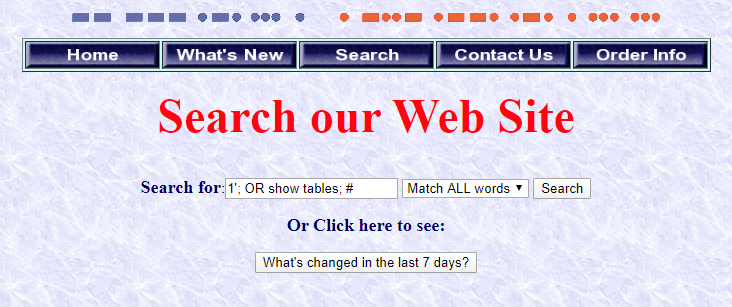 Home What's New Search Contact Us Order Info
Search our Web Site
Search for: 1'; OR show tables; # Match ALL words Search
Or Click here to see:
What's changed in the last 7 days?